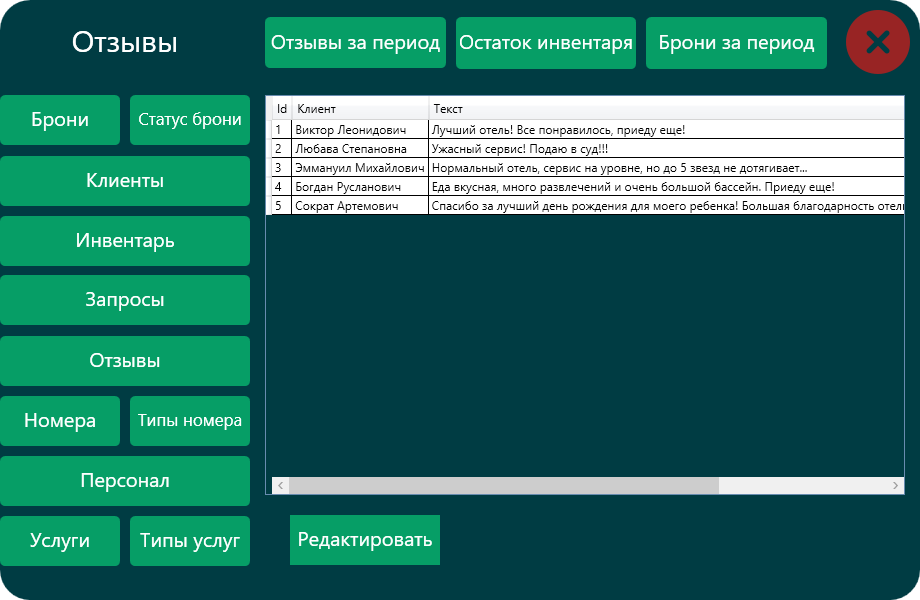 Отзывы
Отзывы за период
Остаток инвентаря
Брони за период
Брони
Статус брони
Клиенты
Инвентарь
Запросы
Отзывы
Номера
Типы номера
Персонал
Услуги
Типы услуг
Id Клиент Текст
1 Виктор Леонидович Лучший отель! Все понравилось, приеду еще!
2 Любава Степановна Ужасный сервис! Подаю в суд!!!
3 Эммануил Михайлович Нормальный отель, сервис на уровне, но до 5 звезд не дотягивает...
4 Богдан Русланович Еда вкусная, много развлечений и очень большой бассейн. Приеду еще!
5 Сократ Артемович Спасибо за лучший день рождения для моего ребенка! Большая благодарность отел
Редактировать